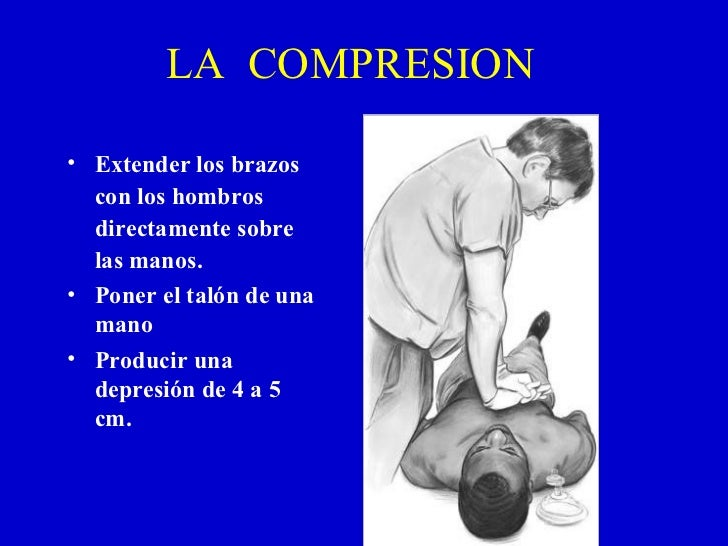 LA COMPRESION
• Extender los brazos
con los hombros
directamente sobre
las manos.
• Poner el talón de una
mano
• Producir una
depresión de 4 a 5
cm.